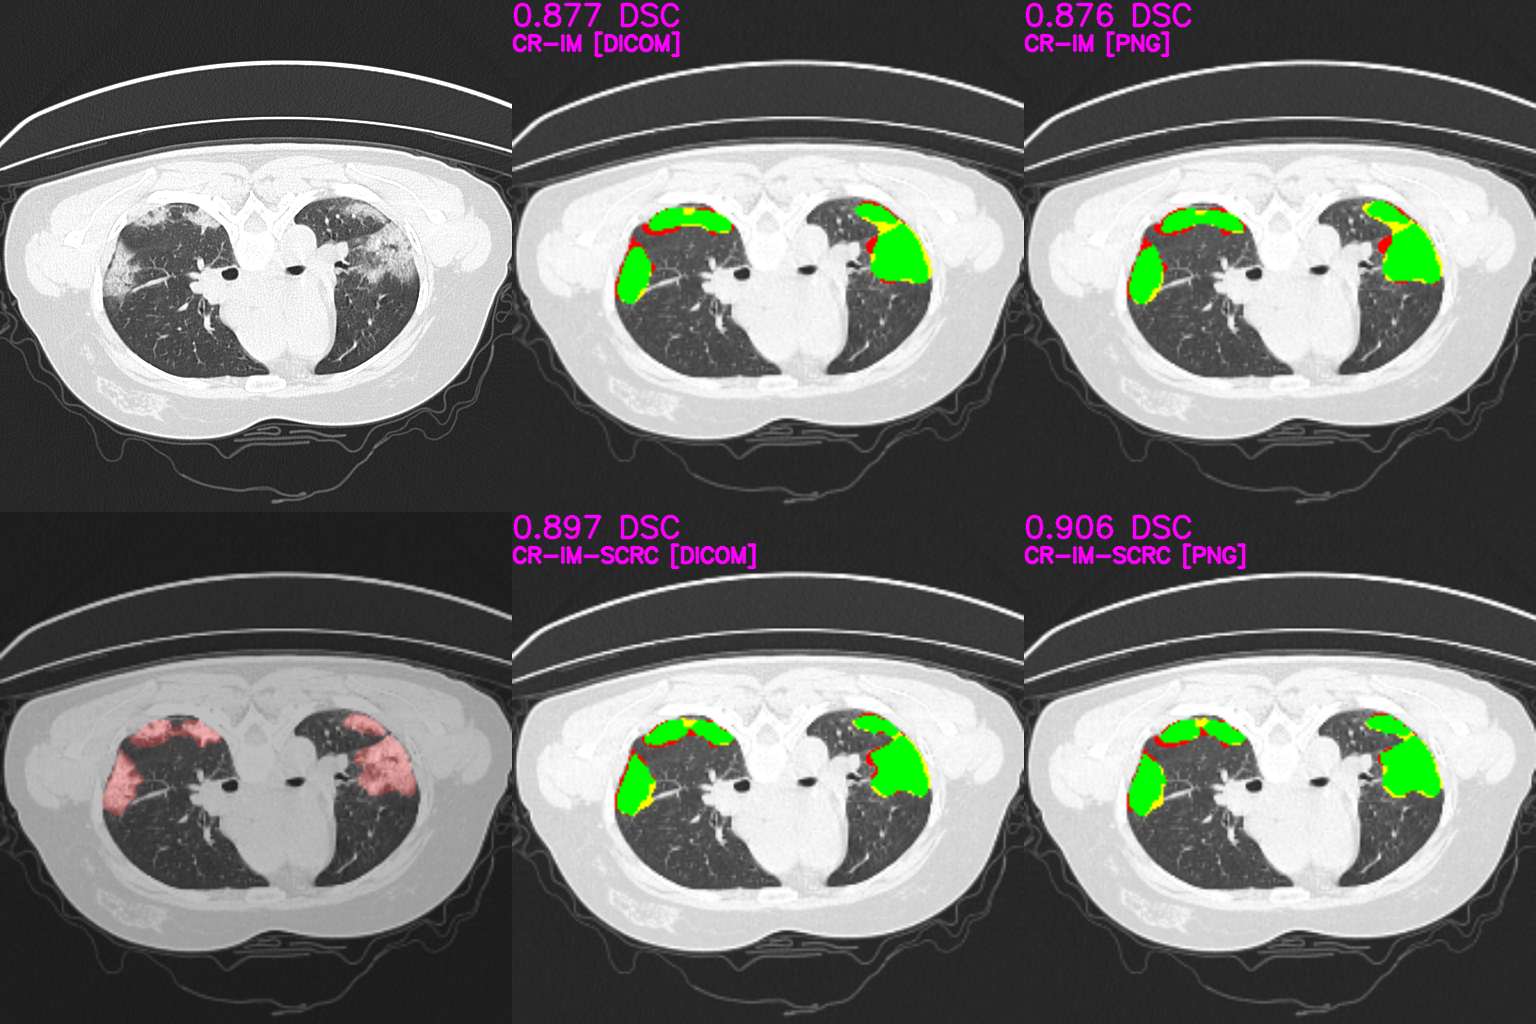 0.877 DSC
CR-IM [DICOM]
0.876 DSC
CR-IM [PNG]
0.897 DSC
CR-IM-SCRC [DICOM]
0.906 DSC
CR-IM-SCRC [PNG]